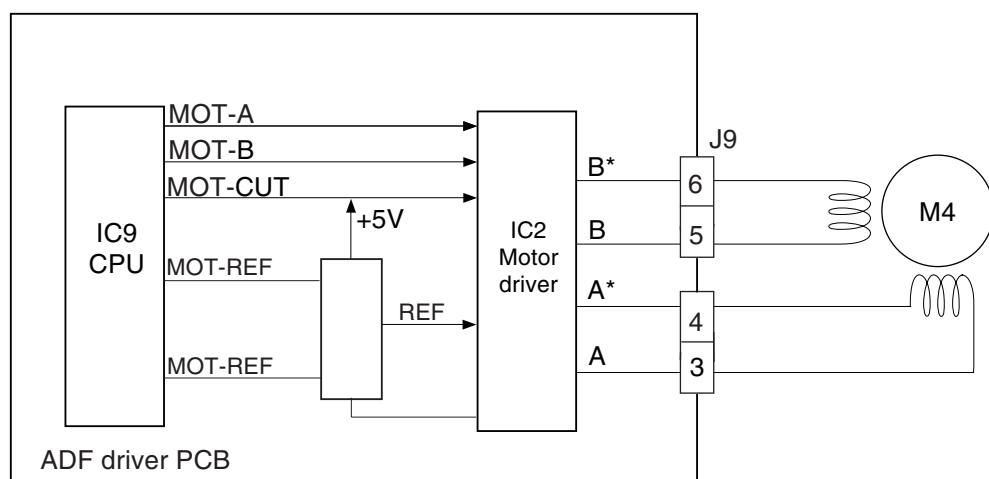 MOT-A
MOT-B
MOT-CUT
+5V
IC9
CPU
MOT-REF
MOT-REF
REF
IC2
Motor
driver
B*
B
A*
A
J9
6
5
4
3
M4
ADF driver PCB